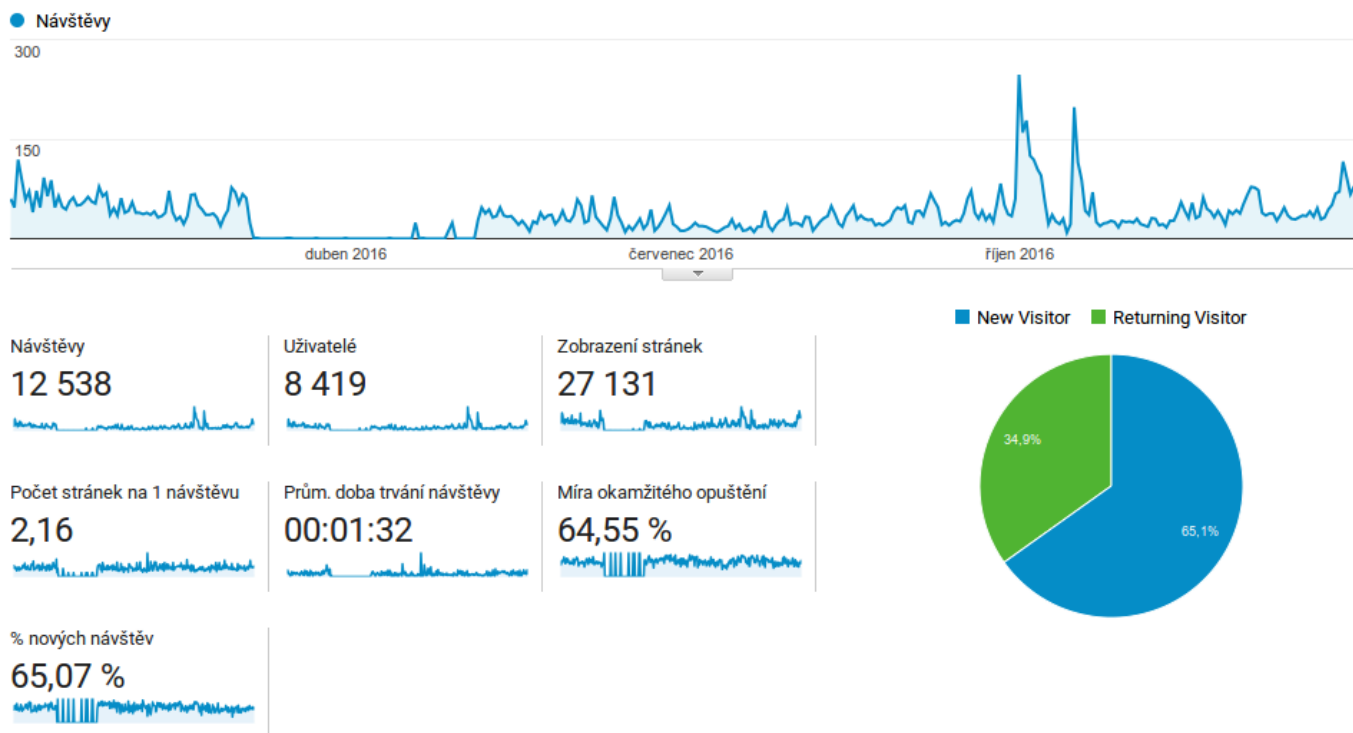 Návštěvy
300
150
duben 2016
červenec 2016
říjen 2016
New Visitor Returning Visitor
Návštěvy
12 538
Uživatelé
8 419
Zobrazení stránek
27 131
34,9%
65,1%
Počet stránek na 1 návštěvu
2,16
Prům. doba trvání návštěvy
00:01:32
Míra okamžitého opuštění
64,55 %
% nových návštěv
65,07 %